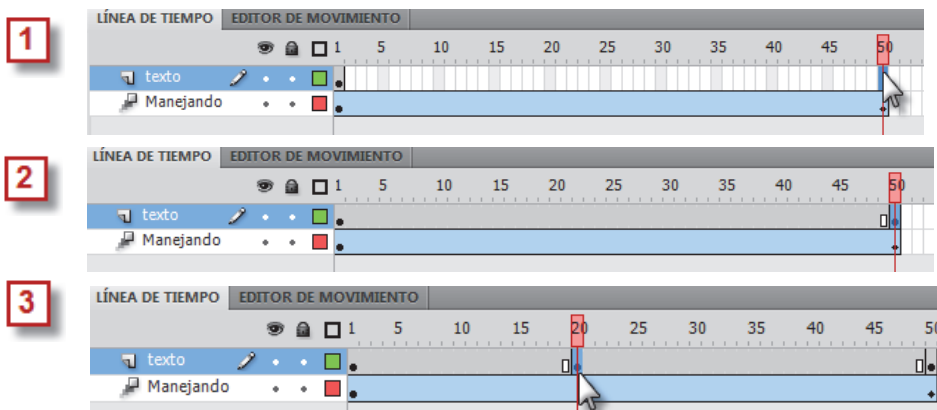 1
LÍNEA DE TIEMPO EDITOR DE MOVIMIENTO
1 5 10 15 20 25 30 35 40 45 50
texto
Manejando
2
LÍNEA DE TIEMPO EDITOR DE MOVIMIENTO
1 5 10 15 20 25 30 35 40 45 50
texto
Manejando
3
LÍNEA DE TIEMPO EDITOR DE MOVIMIENTO
1 5 10 15 20 25 30 35 40 45 50
texto
Manejando